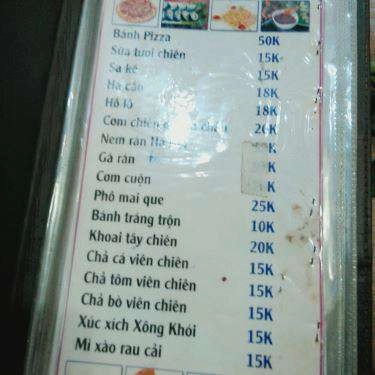 Bánh Pizza 50K
Sữa tươi chiên 15K
Sa kê 15K
Há cảo 18K
Hồ lô 18K
Cơm chiên 20K
Nem rán
Gà rán
Cơm cuộn
Phô mai que 25K
Bánh tráng trộn 10K
Khoai tây chiên 20K
Chả cá viên chiên 15K
Chả tôm viên chiên 15K
Chả bò viên chiên 15K
Xúc xích Xông Khói 15K
Mì xào rau cải 15K